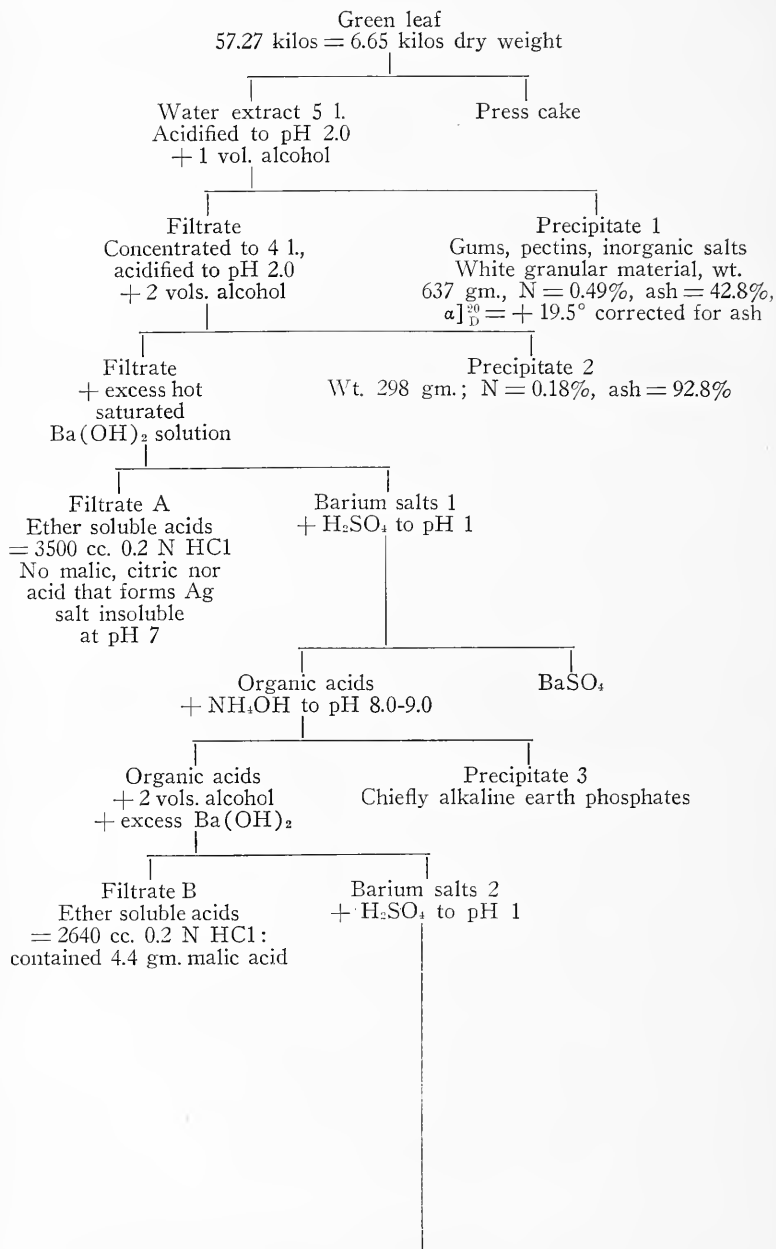 Green leaf
57.27 kilos = 6.65 kilos dry weight
Water extract 5 l.
Acidified to pH 2.0
+ 1 vol. alcohol
Press cake
Filtrate
Concentrated to 4 l.,
acidified to pH 2.0
+ 2 vols. alcohol
Precipitate 1
Gums, pectins, inorganic salts
White granular material, wt.
637 gm., N = 0.49%, ash = 42.8%,
α]²⁰D = + 19.5° corrected for ash
Filtrate
+ excess hot
saturated
Ba(OH)₂ solution
Precipitate 2
Wt. 298 gm.; N = 0.18%, ash = 92.8%
Filtrate A
Ether soluble acids
= 3500 cc. 0.2 N HCl
No malic, citric nor
acid that forms Ag
salt insoluble
at pH 7
Barium salts 1
+ H₂SO₄ to pH 1
Organic acids
+ NH₄OH to pH 8.0-9.0
BaSO₄
Organic acids
+ 2 vols. alcohol
+ excess Ba(OH)₂
Precipitate 3
Chiefly alkaline earth phosphates
Filtrate B
Ether soluble acids
= 2640 cc. 0.2 N HCl:
contained 4.4 gm. malic acid
Barium salts 2
+ H₂SO₄ to pH 1